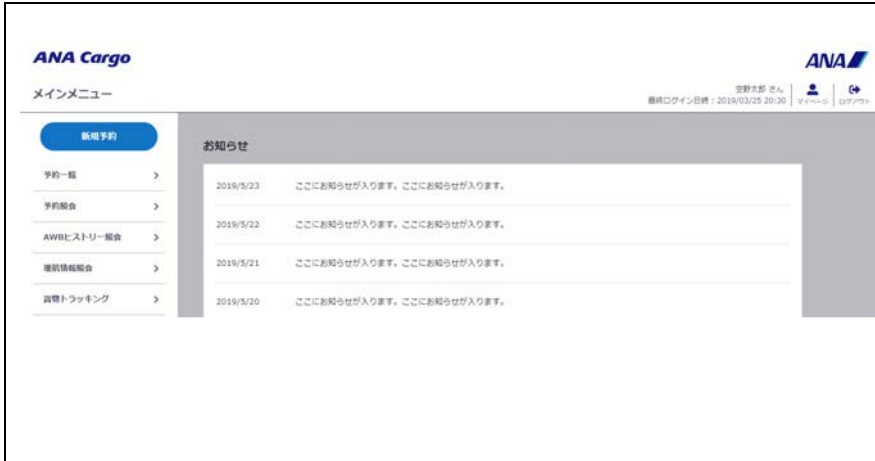 ANA Cargo
ANA
メインメニュー
空野太郎 さん
最終ログイン日時：2019/03/25 20:30
マイページ
ログアウト
新規予約
予約一覧
予約照会
AWBヒストリー照会
運航情報照会
貨物トラッキング
お知らせ
2019/5/23 ここにお知らせが入ります。ここにお知らせが入ります。
2019/5/22 ここにお知らせが入ります。ここにお知らせが入ります。
2019/5/21 ここにお知らせが入ります。ここにお知らせが入ります。
2019/5/20 ここにお知らせが入ります。ここにお知らせが入ります。